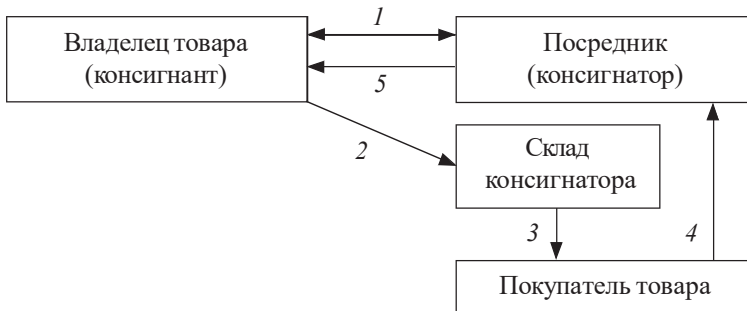 1
Владелец товара
(консигнант)
Посредник
(консигнатор)
5
2
Склад
консигнатора
3
4
Покупатель товара